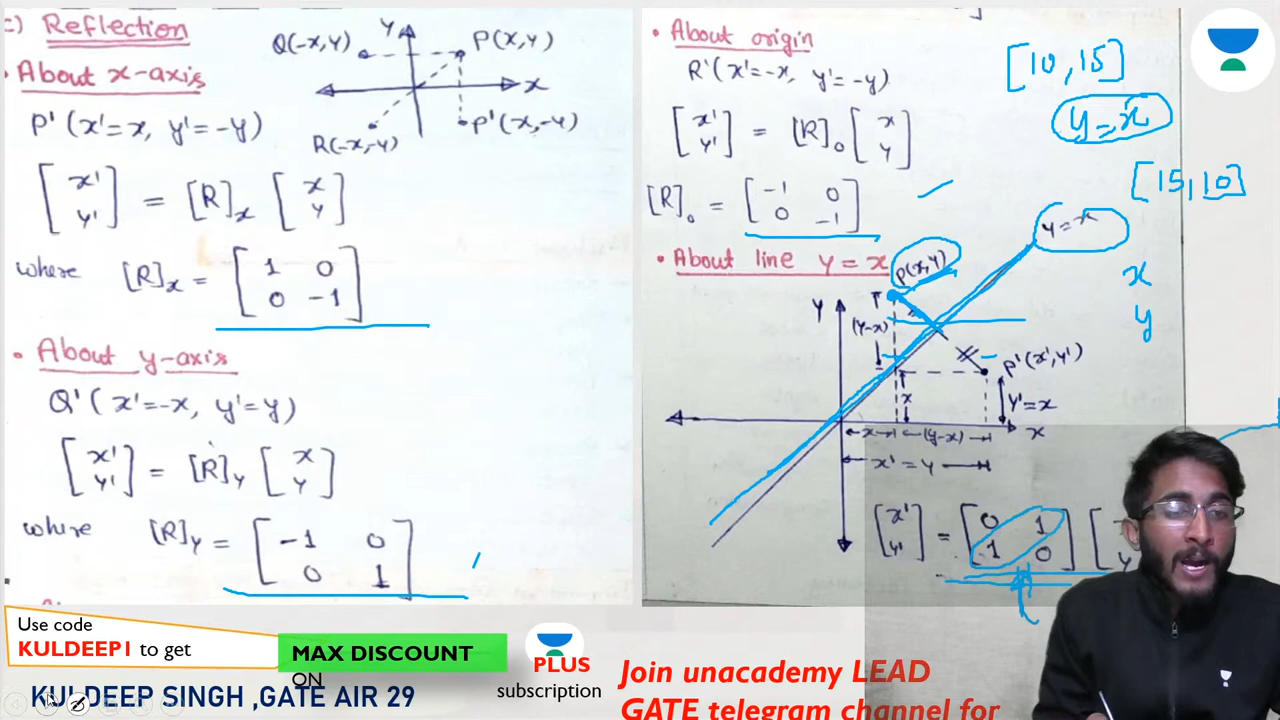 c) Reflection
• About x-axis
P' (x'=x, y'=-y)
[x' y'] = [R]x [x y]
where [R]x = [1 0
0 -1]
Y
Q(-x,y) P(x,y)
x
R(-x,-y) P'(x,-y)
• About y-axis
Q' (x'=-x, y'=y)
[x' y'] = [R]y [x y]
where [R]y = [-1 0
0 1]
• About origin
R' (x'=-x, y'=-y)
[x' y'] = [R]o [x y]
[R]o = [-1 0
0 -1]
[10,15]
y=x
[15,10]
x
y
• About line y=x
y=x
P(x,y)
Y
(y-x)
P'(x',y')
x
y'=x
x (y-x) x
x'=y
[x' y'] = [0 1
1 0] [
Use code
KULDEEP1 to get
MAX DISCOUNT
ON
KULDEEP SINGH ,GATE AIR 29
PLUS
subscription
Join unacademy LEAD
GATE telegram channel for